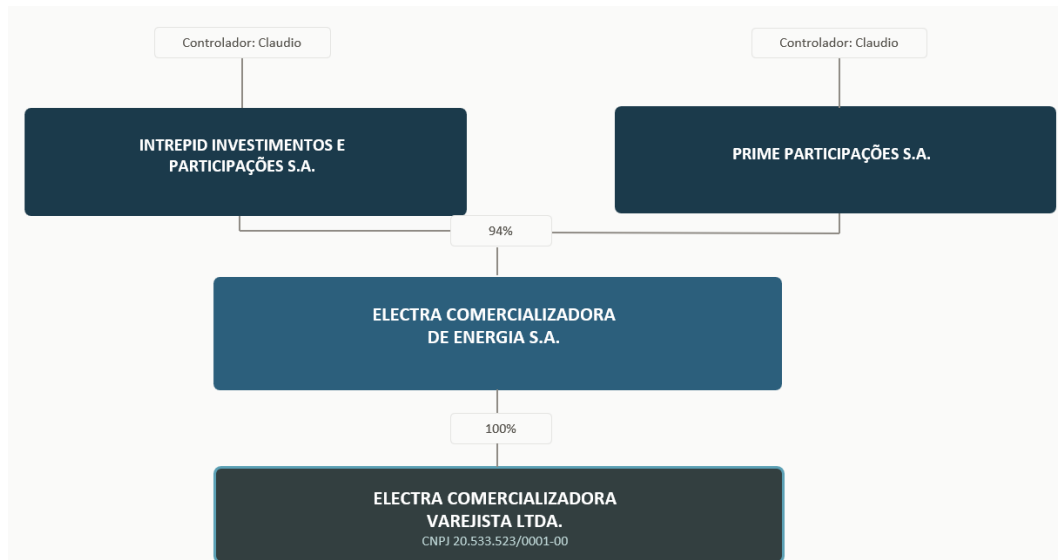 Controlador: Claudio
Controlador: Claudio
INTREPID INVESTIMENTOS E
PARTICIPAÇÕES S.A.
PRIME PARTICIPAÇÕES S.A.
94%
ELECTRA COMERCIALIZADORA
DE ENERGIA S.A.
100%
ELECTRA COMERCIALIZADORA
VAREJISTA LTDA.
CNPJ 20.533.523/0001-00